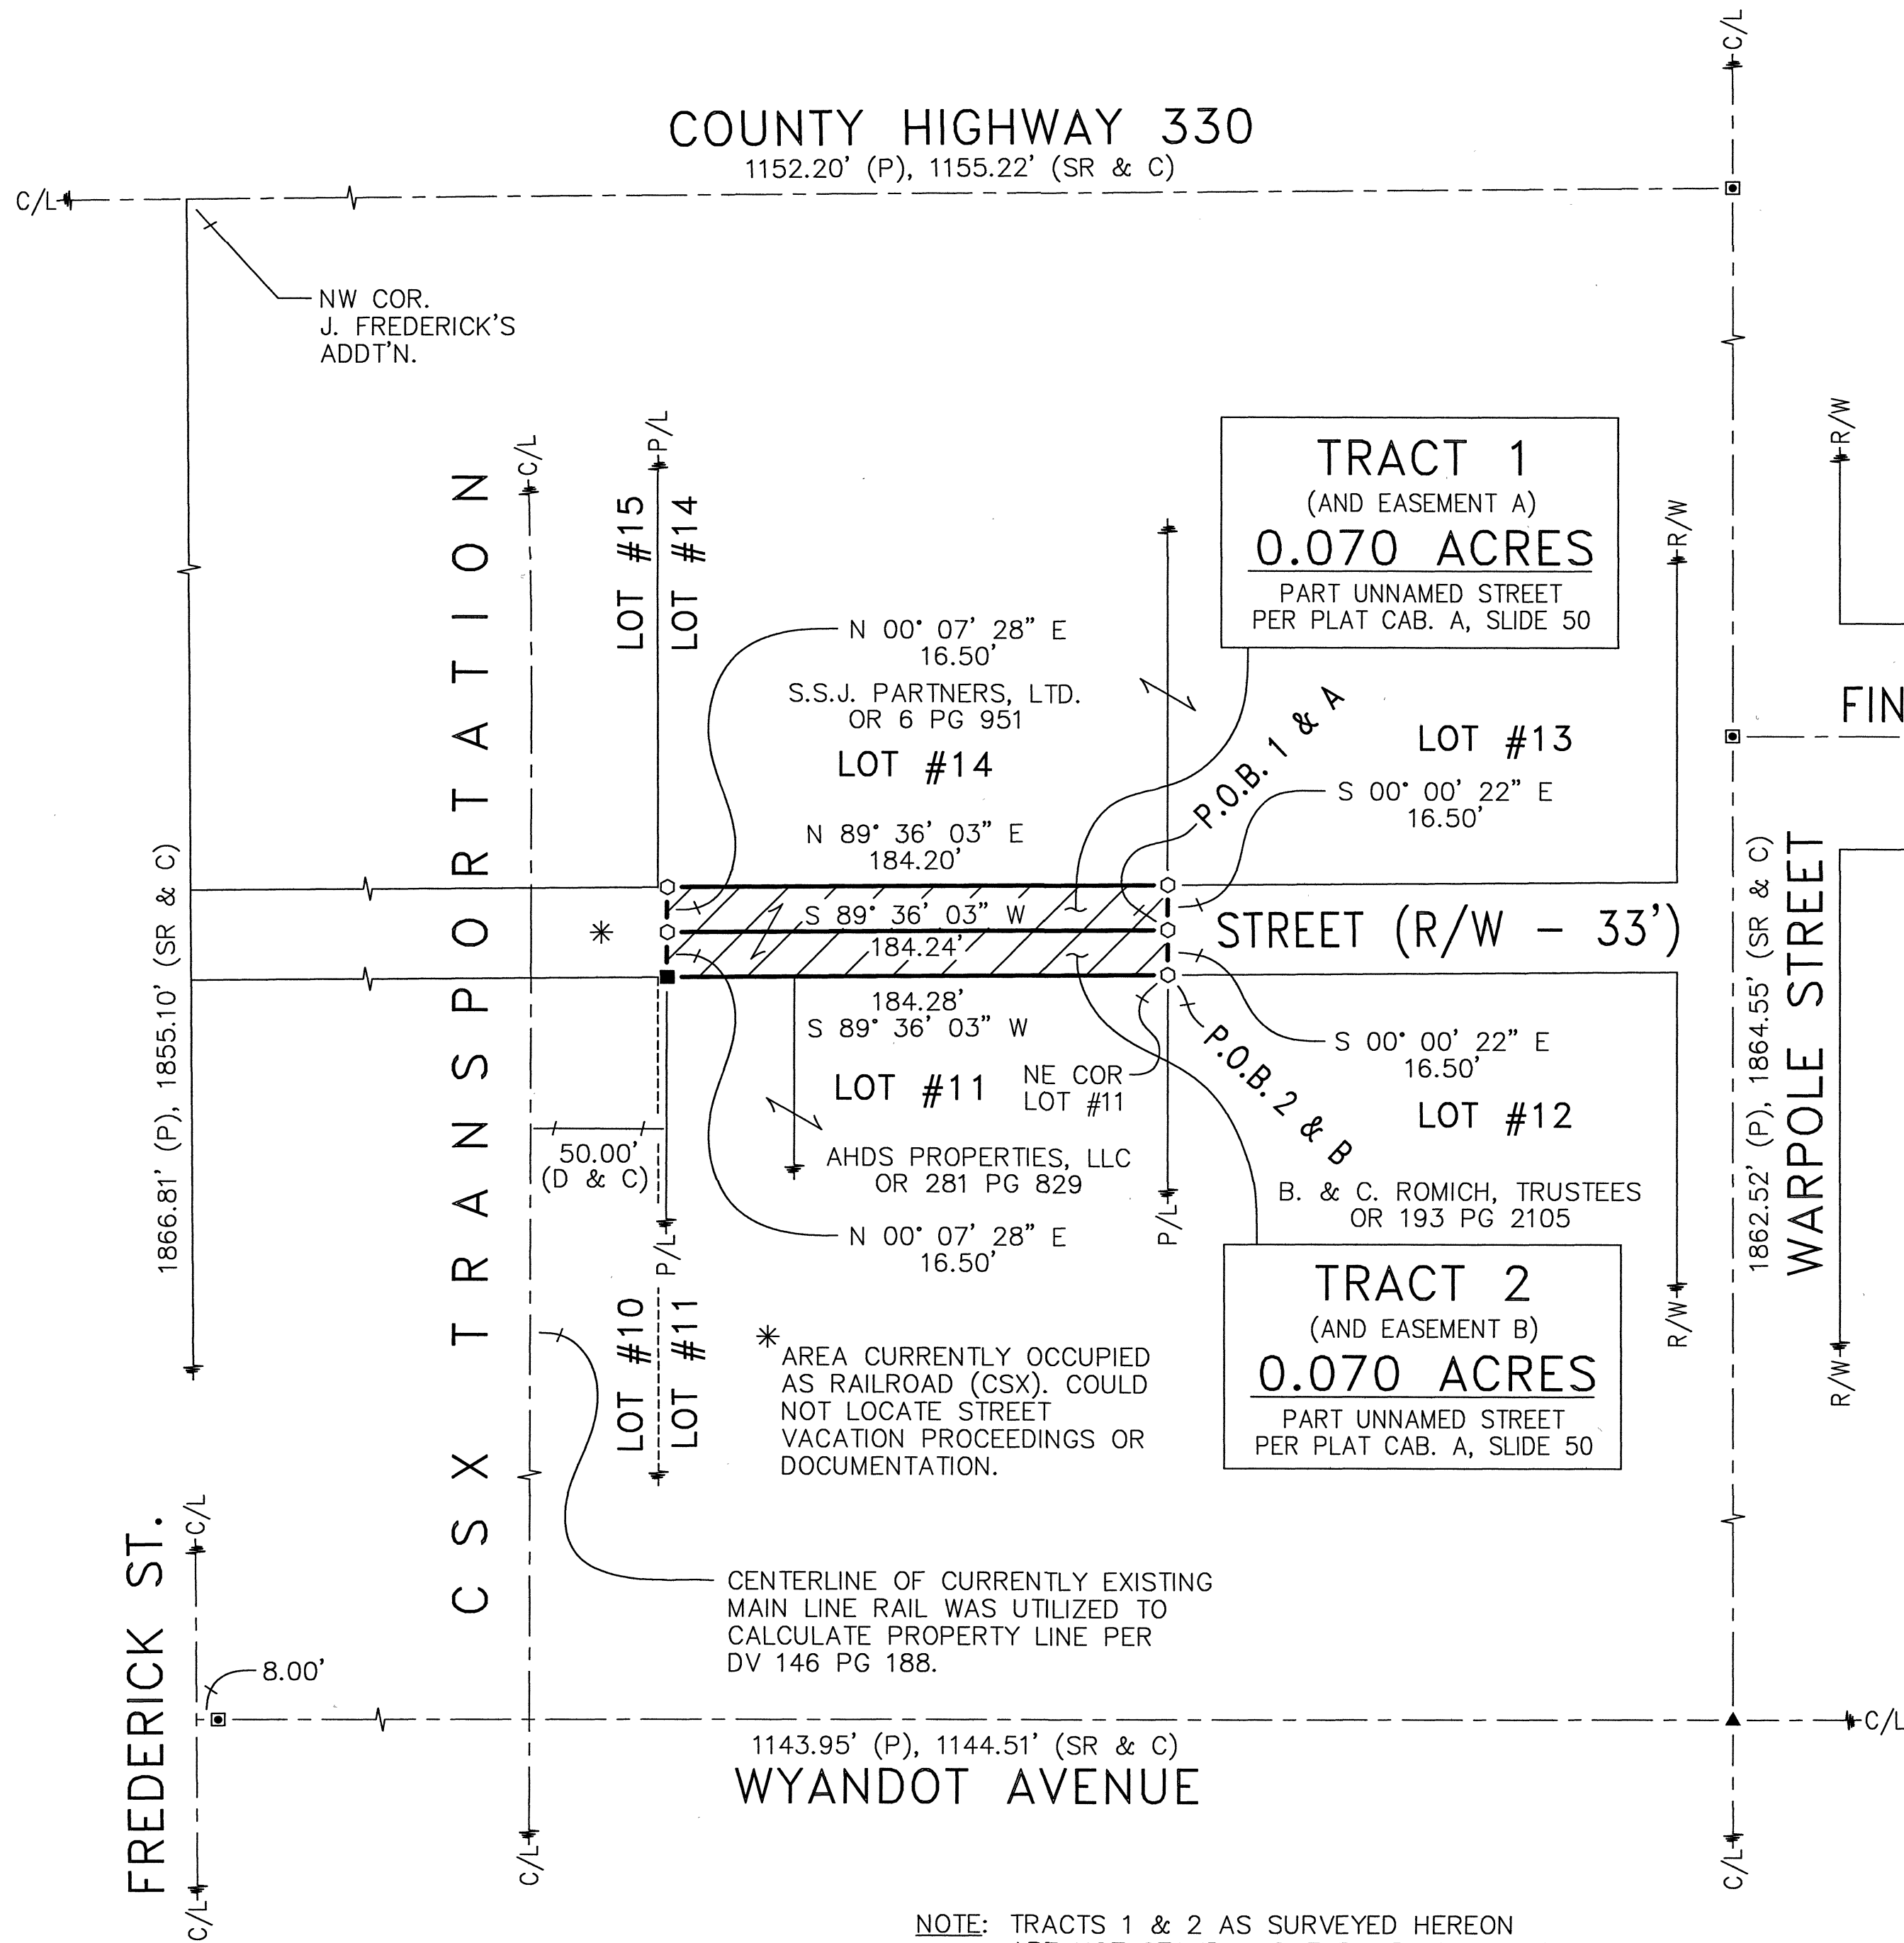 C/L
COUNTY HIGHWAY 330
1152.20' (P), 1155.22' (SR & C)
C/L
NW COR.
J. FREDERICK'S
ADDT'N.
C/L
P/L
R/W
R/W
LOT #15
LOT #14
TRACT 1
(AND EASEMENT A)
0.070 ACRES
PART UNNAMED STREET
PER PLAT CAB. A, SLIDE 50
N 00° 07' 28" E
16.50'
S.S.J. PARTNERS, LTD.
OR 6 PG 951
LOT #14
P.O.B. 1 & A
LOT #13
FIN
S 00° 00' 22" E
16.50'
N 89° 36' 03" E
184.20'
S 89° 36' 03" W
184.24'
*
STREET (R/W - 33')
184.28'
S 89° 36' 03" W
1866.81' (P), 1855.10' (SR & C)
CSX TRANSPORTATION
1862.52' (P), 1864.55' (SR & C)
WARPOLE STREET
LOT #11
NE COR
LOT #11
P.O.B. 2 & B
S 00° 00' 22" E
16.50'
LOT #12
50.00'
(D & C)
AHDS PROPERTIES, LLC
OR 281 PG 829
B. & C. ROMICH, TRUSTEES
OR 193 PG 2105
N 00° 07' 28" E
16.50'
P/L
P/L
R/W
R/W
LOT #10
LOT #11
TRACT 2
(AND EASEMENT B)
0.070 ACRES
PART UNNAMED STREET
PER PLAT CAB. A, SLIDE 50
*
AREA CURRENTLY OCCUPIED
AS RAILROAD (CSX). COULD
NOT LOCATE STREET
VACATION PROCEEDINGS OR
DOCUMENTATION.
C/L
FREDERICK ST.
CENTERLINE OF CURRENTLY EXISTING
MAIN LINE RAIL WAS UTILIZED TO
CALCULATE PROPERTY LINE PER
DV 146 PG 188.
8.00'
C/L
1143.95' (P), 1144.51' (SR & C)
WYANDOT AVENUE
C/L
C/L
C/L
NOTE: TRACTS 1 & 2 AS SURVEYED HEREON